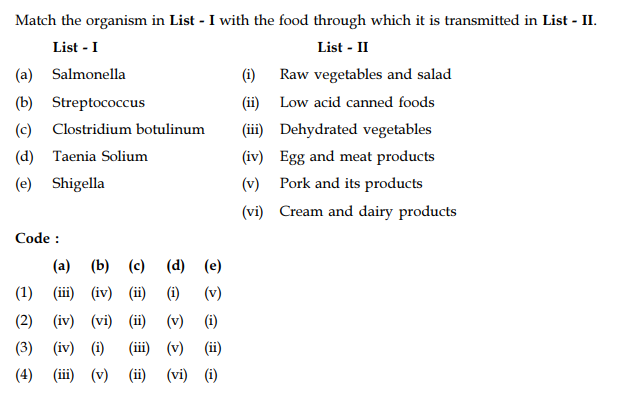 Match the organism in List - I with the food through which it is transmitted in List - II.
List - I List - II
(a) Salmonella (i) Raw vegetables and salad
(b) Streptococcus (ii) Low acid canned foods
(c) Clostridium botulinum (iii) Dehydrated vegetables
(d) Taenia Solium (iv) Egg and meat products
(e) Shigella (v) Pork and its products
(vi) Cream and dairy products
Code :
(a) (b) (c) (d) (e)
(1) (iii) (iv) (ii) (i) (v)
(2) (iv) (vi) (ii) (v) (i)
(3) (iv) (i) (iii) (v) (ii)
(4) (iii) (v) (ii) (vi) (i)